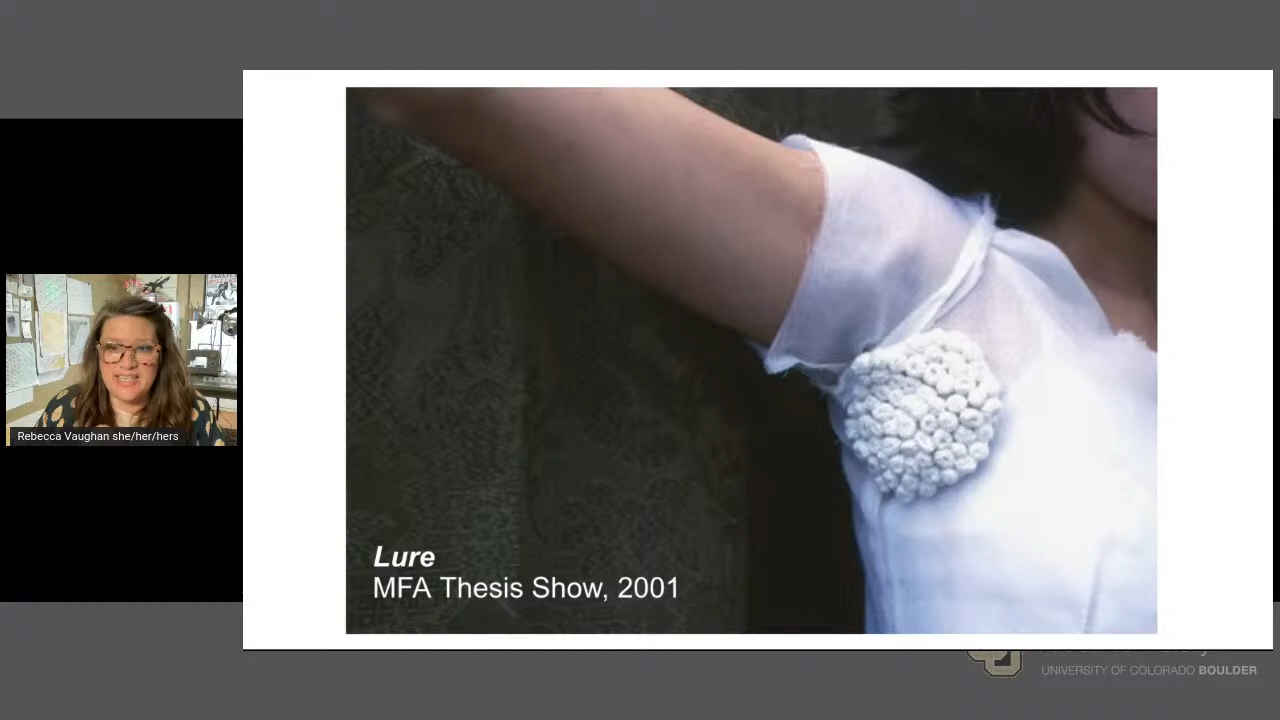 Lure
MFA Thesis Show, 2001
Rebecca Vaughan she/her/hers
UNIVERSITY OF COLORADO BOULDER